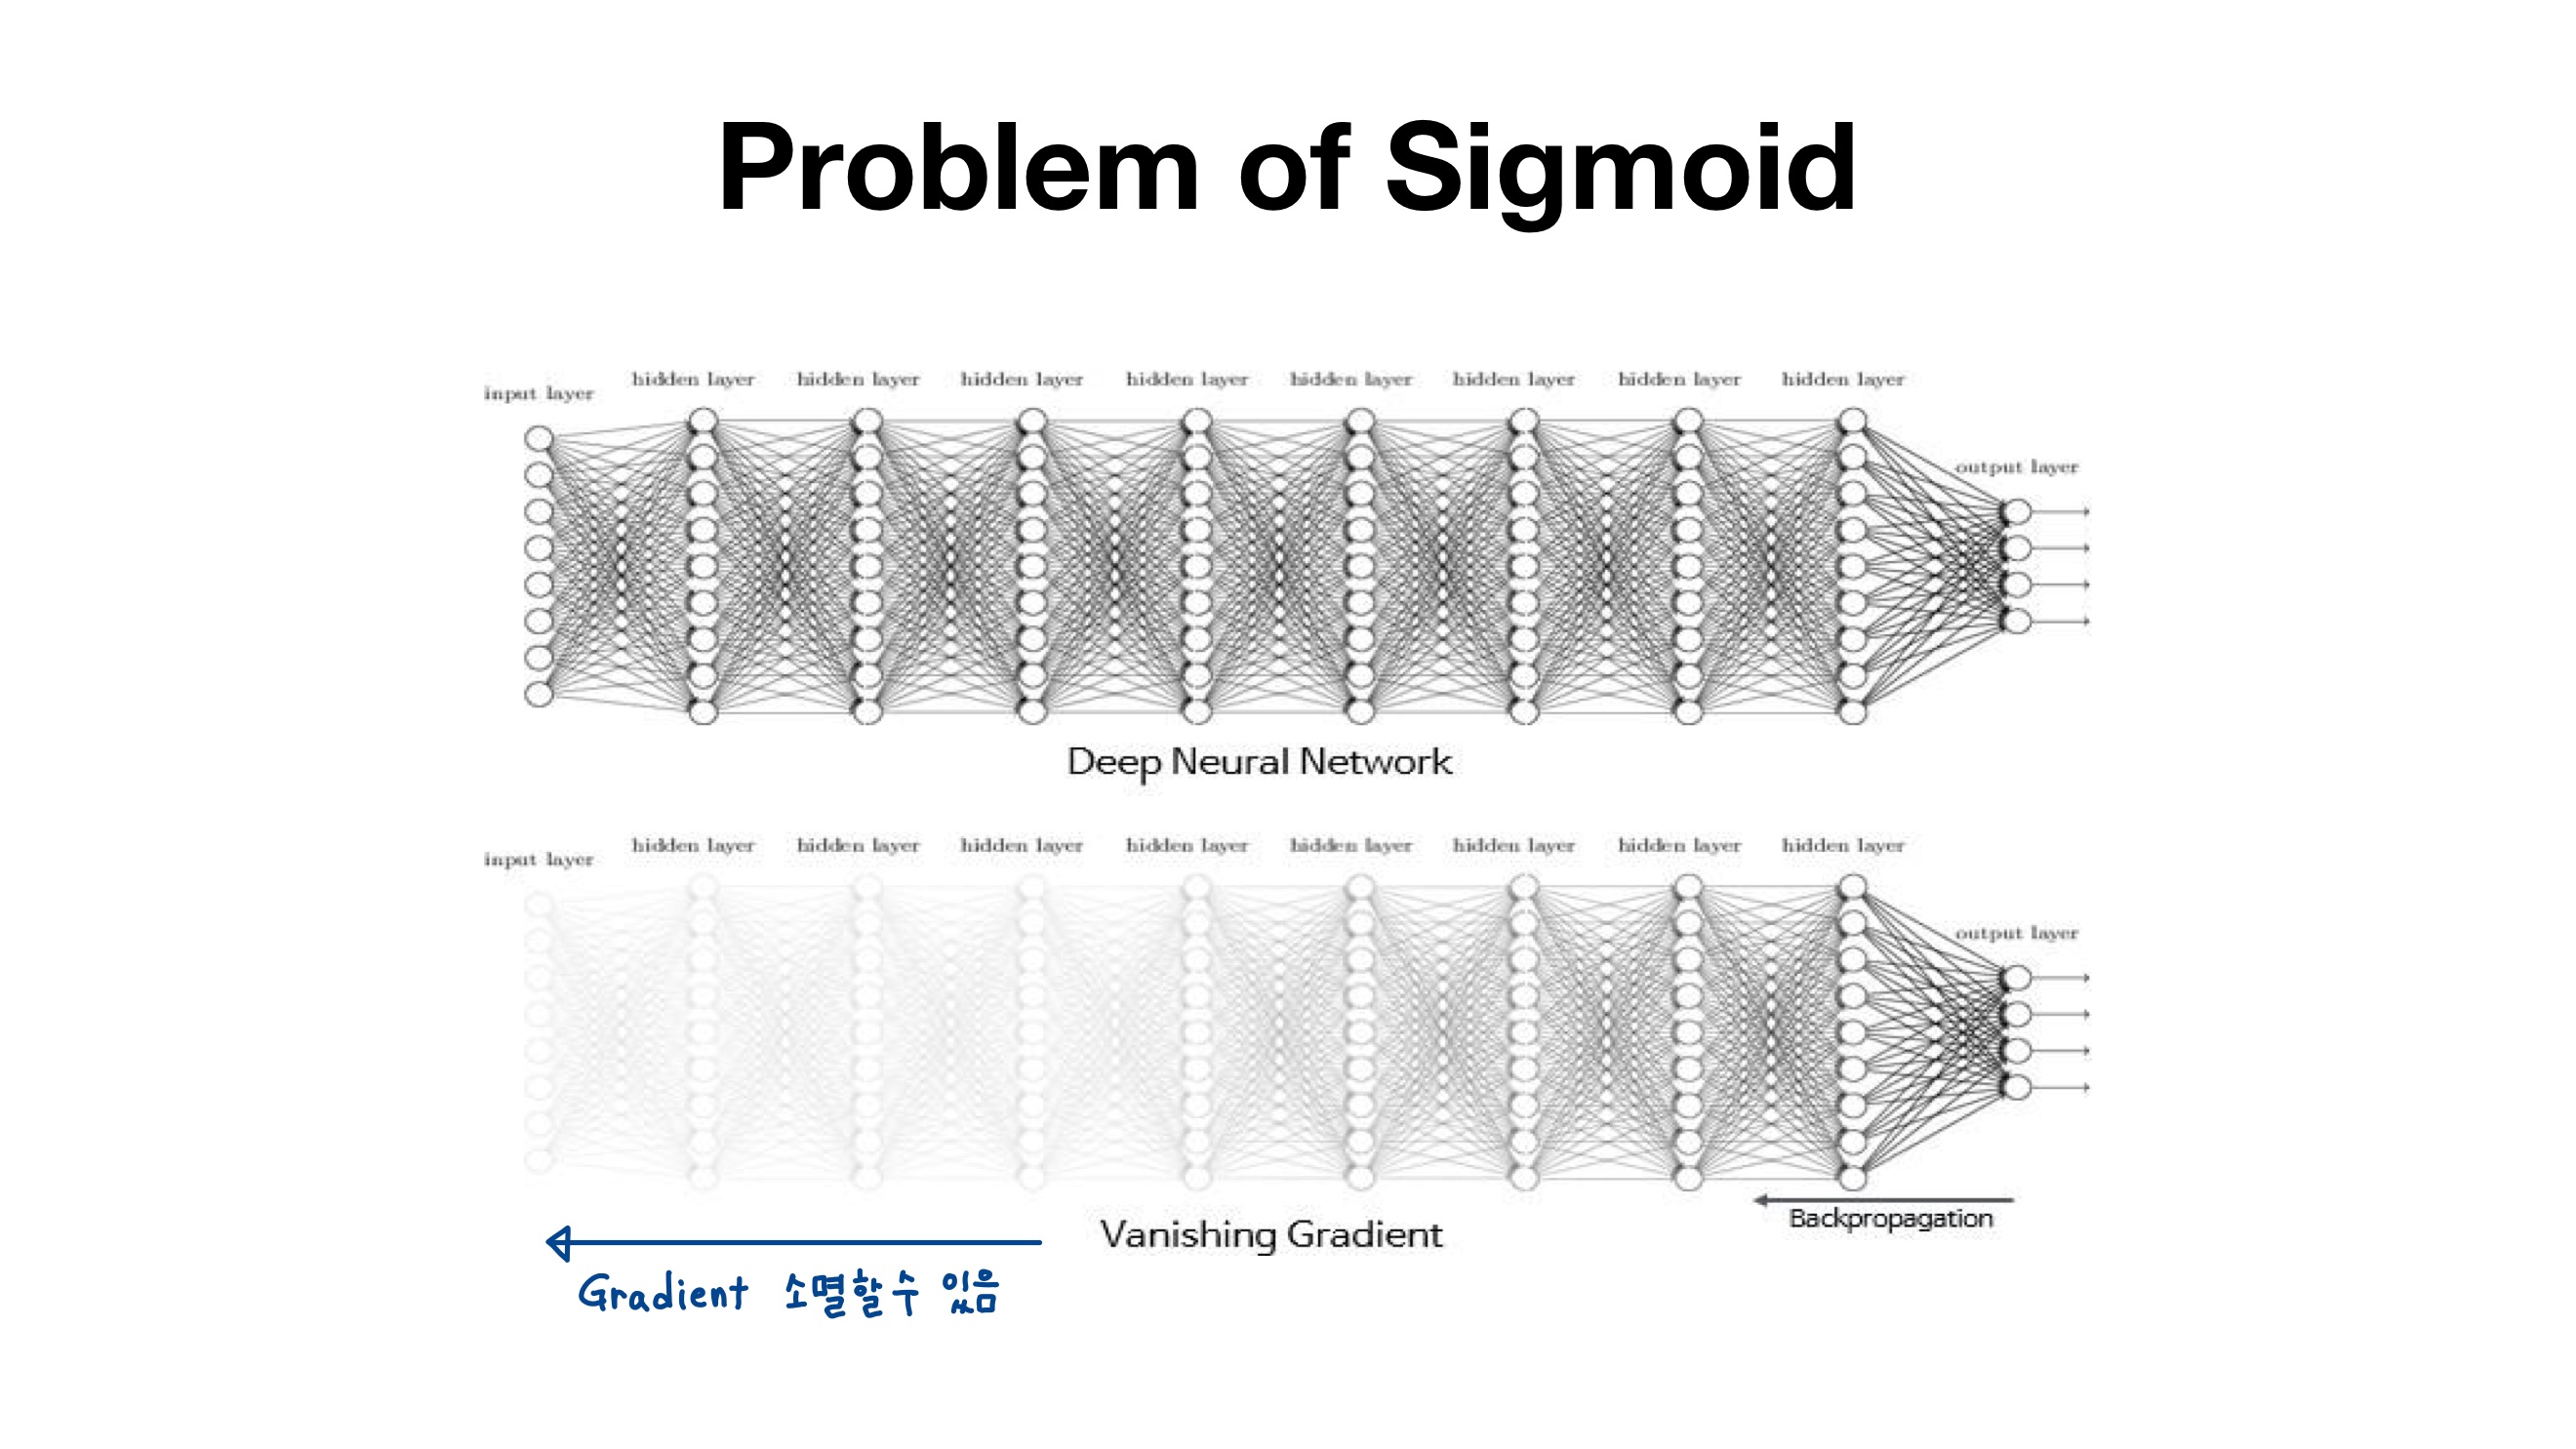 Problem of Sigmoid
input layer hidden layer hidden layer hidden layer hidden layer hidden layer hidden layer hidden layer hidden layer
output layer
Deep Neural Network
input layer hidden layer hidden layer hidden layer hidden layer hidden layer hidden layer hidden layer hidden layer
output layer
Backpropagation
Vanishing Gradient
Gradient 소멸할 수 있음